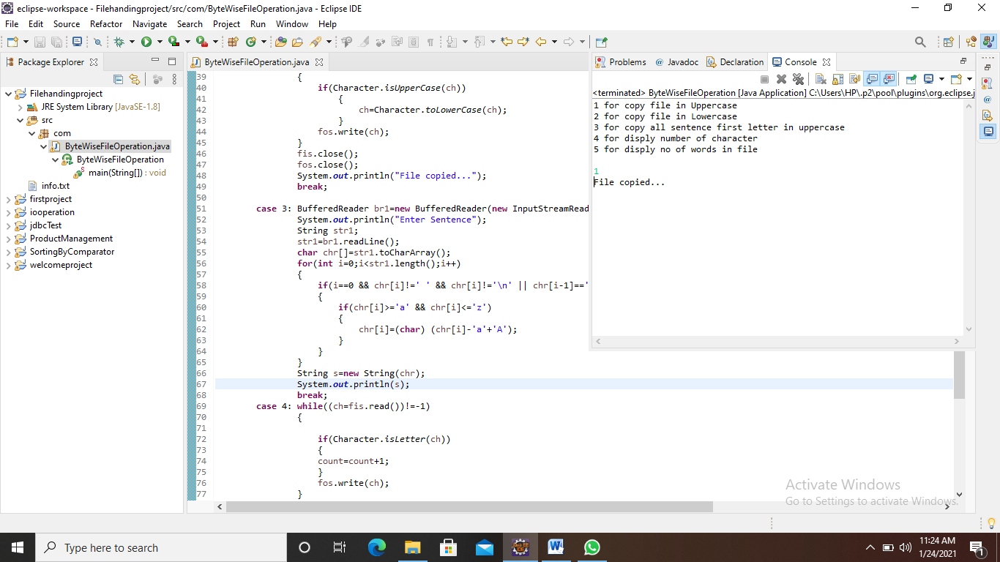 eclipse-workspace - Filehandingproject/src/com/ByteWiseFileOperation.java - Eclipse IDE
File Edit Source Refactor Navigate Search Project Run Window Help
Package Explorer
Filehandingproject
JRE System Library [JavaSE-1.8]
src
com
ByteWiseFileOperation.java
ByteWiseFileOperation
main(String[]) : void
info.txt
firstproject
iooperation
jdbcTest
ProductManagement
SortingByComparator
welcomeproject
ByteWiseFileOperation.java
39 {
40 if(Character.isUpperCase(ch))
41 {
42 ch=Character.toLowerCase(ch);
43 }
44 fos.write(ch);
45 }
46 fis.close();
47 fos.close();
48 System.out.println("File copied...");
49 break;
50
51 case 3: BufferedReader br1=new BufferedReader(new InputStreamRead
52 System.out.println("Enter Sentence");
53 String str1;
54 str1=br1.readLine();
55 char chr[]=str1.toCharArray();
56 for(int i=0;i<str1.length();i++)
57 {
58 if(i==0 && chr[i]!=' ' && chr[i]!='\n' || chr[i-1]=='
59 {
60 if(chr[i]>='a' && chr[i]<='z')
61 {
62 chr[i]=(char) (chr[i]-'a'+'A');
63 }
64 }
65 }
66 String s=new String(chr);
67 System.out.println(s);
68 break;
69 case 4: while((ch=fis.read())!=-1)
70 {
71
72 if(Character.isLetter(ch))
73 {
74 count=count+1;
75 }
76 fos.write(ch);
77 }
Problems @ Javadoc Declaration Console
<terminated> ByteWiseFileOperation [Java Application] C:\Users\HP\.p2\pool\plugins\org.eclipse.j
1 for copy file in Uppercase
2 for copy file in Lowercase
3 for copy all sentence first letter in uppercase
4 for disply number of character
5 for disply no of words in file
1
File copied...
Activate Windows
Go to Settings to activate Windows.
Type here to search
11:24 AM
1/24/2021
1